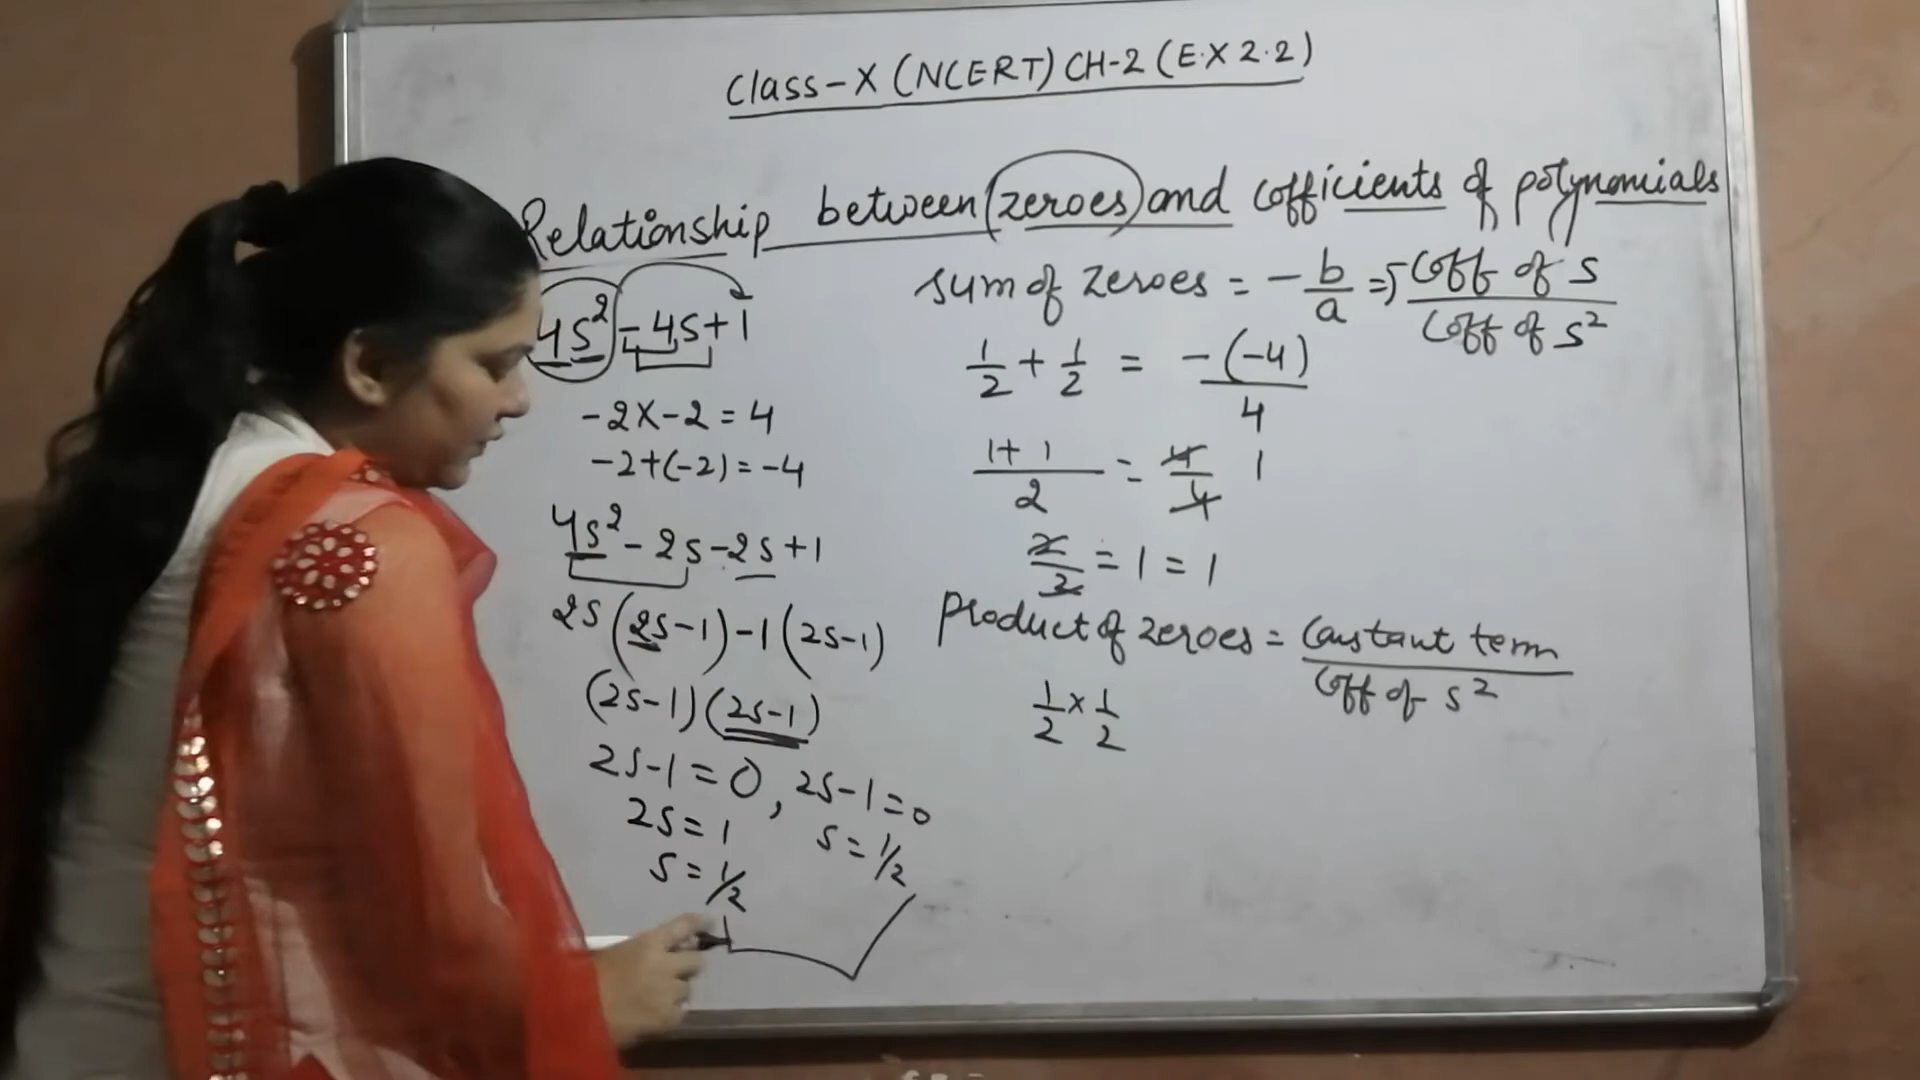 Class-X (NCERT) CH-2 (E.X 2.2)
Relationship between (zeroes) and cofficients of polynomials
4s² -4s+1
-2x-2=4
-2+(-2)=-4
4s²-2s-2s+1
2s(2s-1)-1(2s-1)
(2s-1)(2s-1)
2s-1=0, 2s-1=0
2s=1
s=1/2
s=1/2
sum of zeroes = -b/a => coff of s / coff of s²
1/2 + 1/2 = -(-4)/4
1+1/2 = 4/4 1
2/2 = 1 = 1
Product of zeroes = constant term / coff of s²
1/2 x 1/2